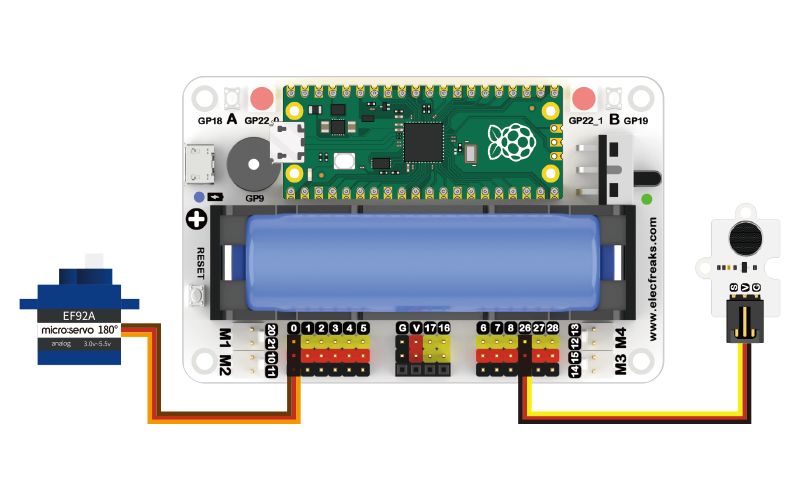 GP18 A GP22_0
GP22_1 B GP19
GP9
RESET
www.elecfreaks.com
EF92A
micro:servo 180°
analog 3.0v~5.5v
M1
M2
20
21
10
11
0 1 2 3 4 5
G V 17 16
6 7 8 26 27 28
13
12
15
14
M4
M3
S V G